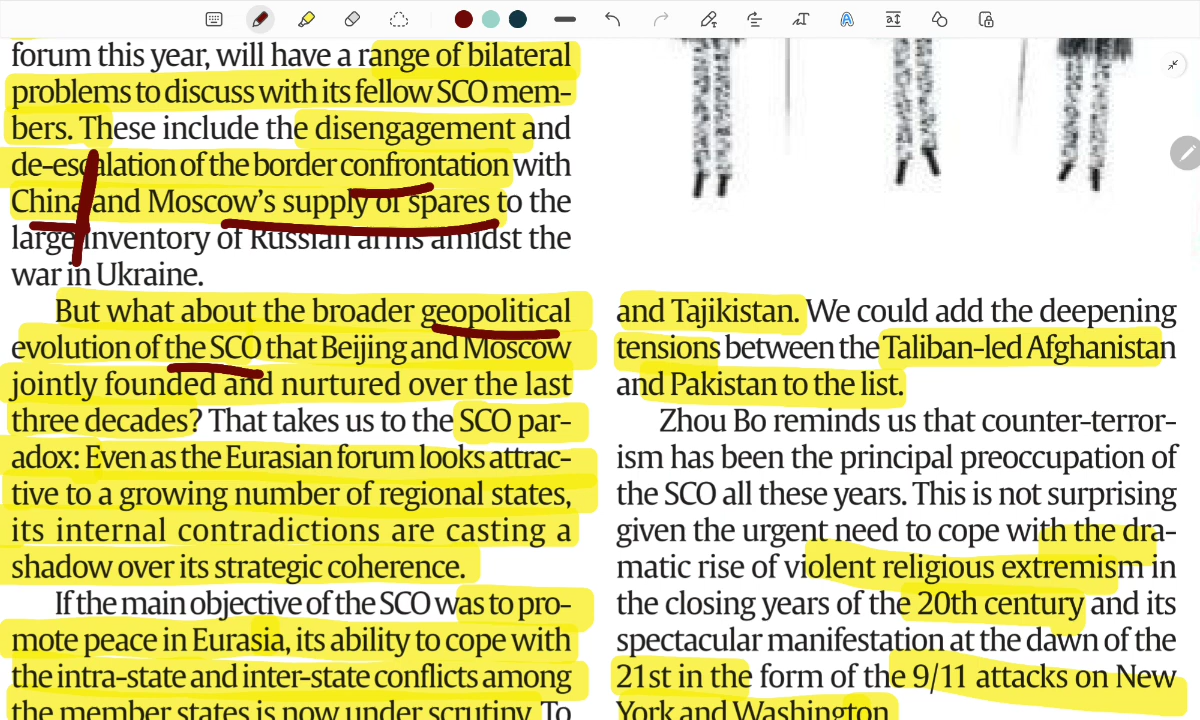 forum this year, will have a range of bilateral
problems to discuss with its fellow SCO mem-
bers. These include the disengagement and
de-escalation of the border confrontation with
China and Moscow's supply of spares to the
large inventory of Russian arms amidst the
war in Ukraine.
But what about the broader geopolitical
evolution of the SCO that Beijing and Moscow
jointly founded and nurtured over the last
three decades? That takes us to the SCO par-
adox: Even as the Eurasian forum looks attrac-
tive to a growing number of regional states,
its internal contradictions are casting a
shadow over its strategic coherence.
If the main objective of the SCO was to pro-
mote peace in Eurasia, its ability to cope with
the intra-state and inter-state conflicts among
the member states is now under scrutiny. To
and Tajikistan. We could add the deepening
tensions between the Taliban-led Afghanistan
and Pakistan to the list.
Zhou Bo reminds us that counter-terror-
ism has been the principal preoccupation of
the SCO all these years. This is not surprising
given the urgent need to cope with the dra-
matic rise of violent religious extremism in
the closing years of the 20th century and its
spectacular manifestation at the dawn of the
21st in the form of the 9/11 attacks on New
York and Washington.